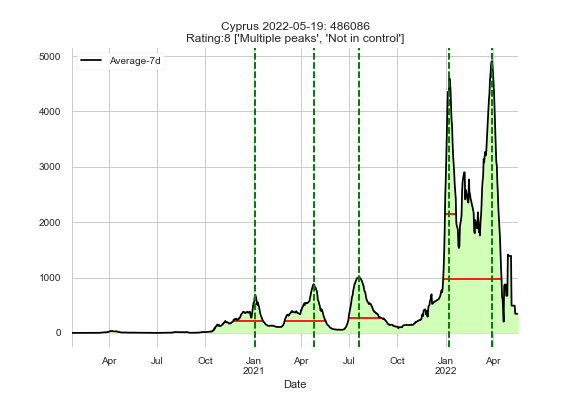 Cyprus 2022-05-19: 486086
Rating:8 ['Multiple peaks', 'Not in control']
Average-7d
5000
4000
3000
2000
1000
0
Apr Jul Oct Jan Apr Jul Oct Jan Apr
2021 2022
Date